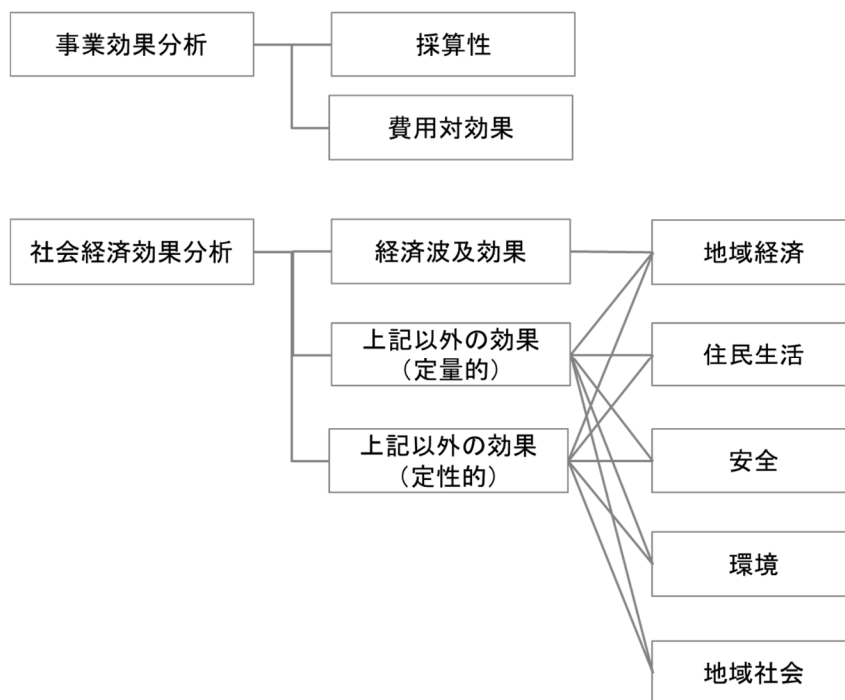 事業効果分析
採算性
費用対効果
社会経済効果分析
経済波及効果
地域経済
上記以外の効果
（定量的）
住民生活
上記以外の効果
（定性的）
安全
環境
地域社会